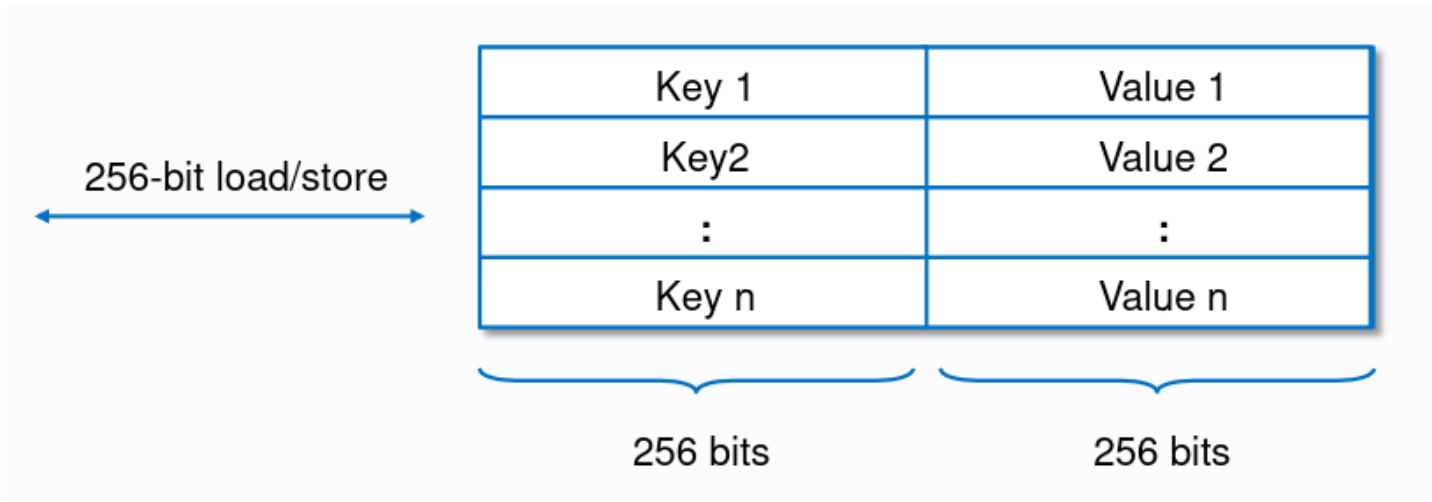 Key 1 Value 1
256-bit load/store
Key2 Value 2
: :
Key n Value n
256 bits 256 bits